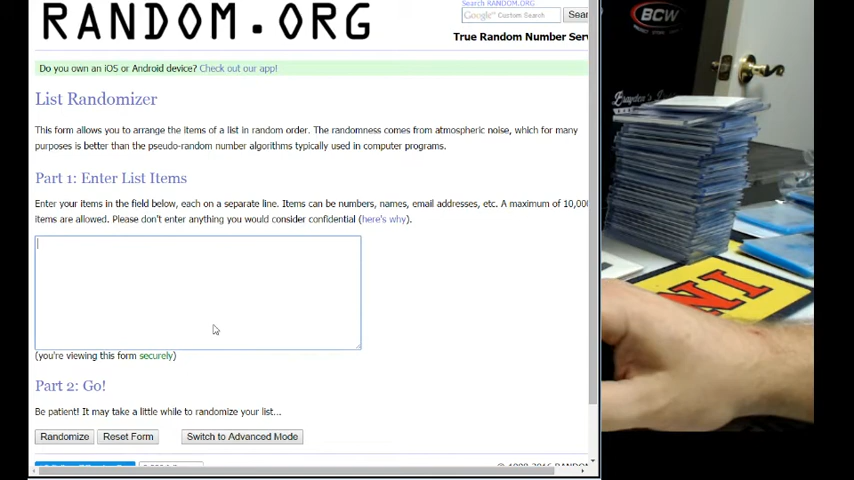 RANDOM.ORG
Search RANDOM.ORG
Google Custom Search
Sear
True Random Number Serv
Do you own an iOS or Android device? Check out our app!
List Randomizer
This form allows you to arrange the items of a list in random order. The randomness comes from atmospheric noise, which for many
purposes is better than the pseudo-random number algorithms typically used in computer programs.
Part 1: Enter List Items
Enter your items in the field below, each on a separate line. Items can be numbers, names, email addresses, etc. A maximum of 10,000
items are allowed. Please don't enter anything you would consider confidential (here's why).
(you're viewing this form securely)
Part 2: Go!
Be patient! It may take a little while to randomize your list...
Randomize
Reset Form
Switch to Advanced Mode
BCW